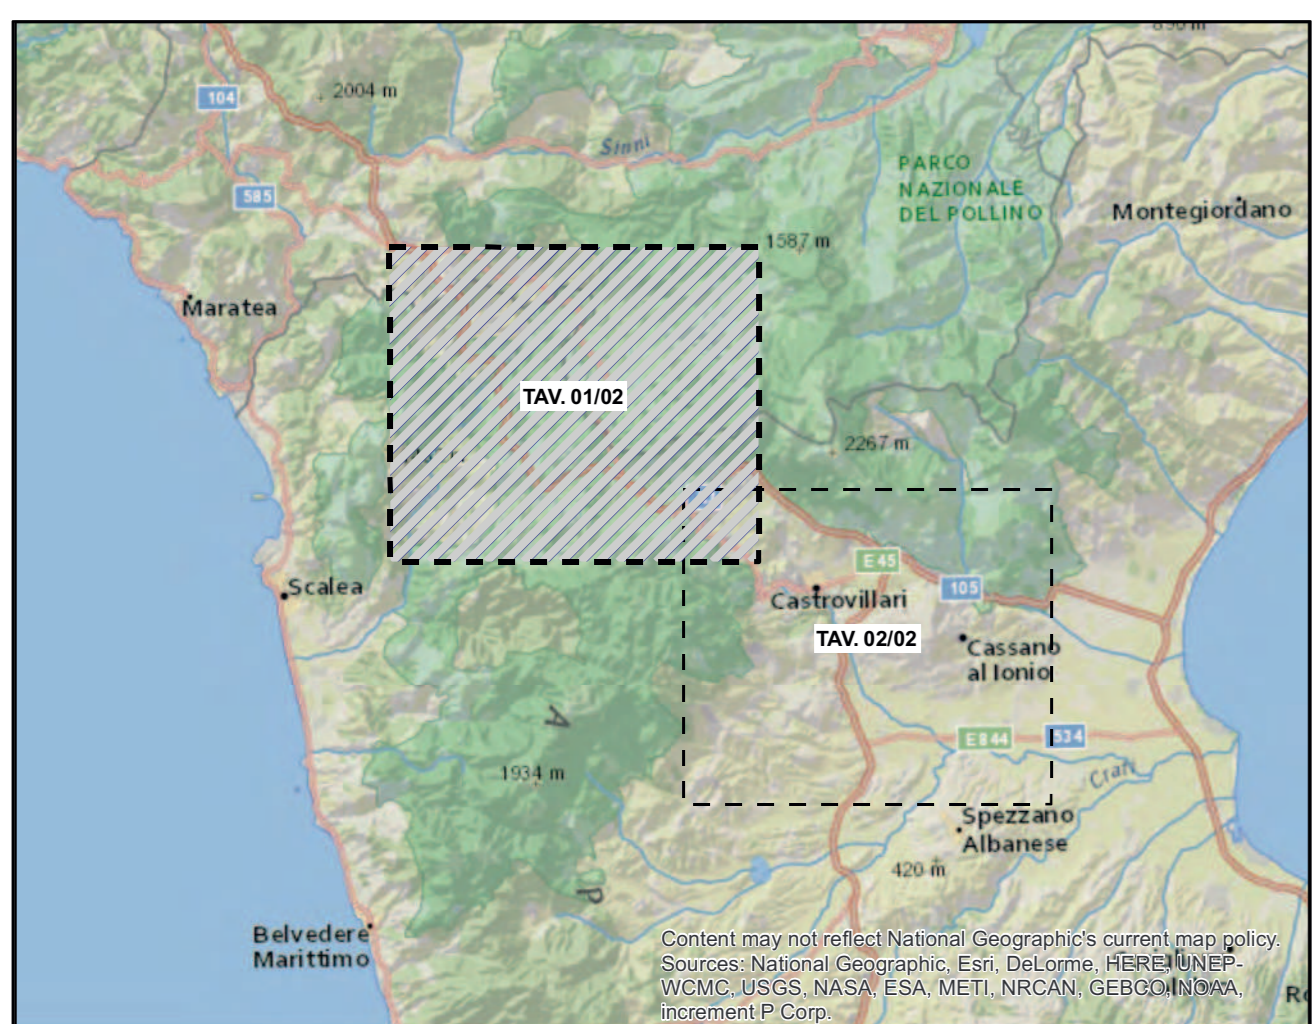 890 m
104
2004 m
Sinni
PARCO
NAZIONALE
DEL POLLINO
585
Montegiordano
1587 m
Maratea
TAV. 01/02
2267 m
E 45
Scalea
105
Castrovillari
TAV. 02/02
Cassano
al Ionio
A
E 844
534
1934 m
Crati
Spezzano
Albanese
420 m
P
Belvedere
Marittimo
Content may not reflect National Geographic's current map policy.
Sources: National Geographic, Esri, DeLorme, HERE, UNEP-
WCMC, USGS, NASA, ESA, METI, NRCAN, GEBCO, NOAA,
increment P Corp.